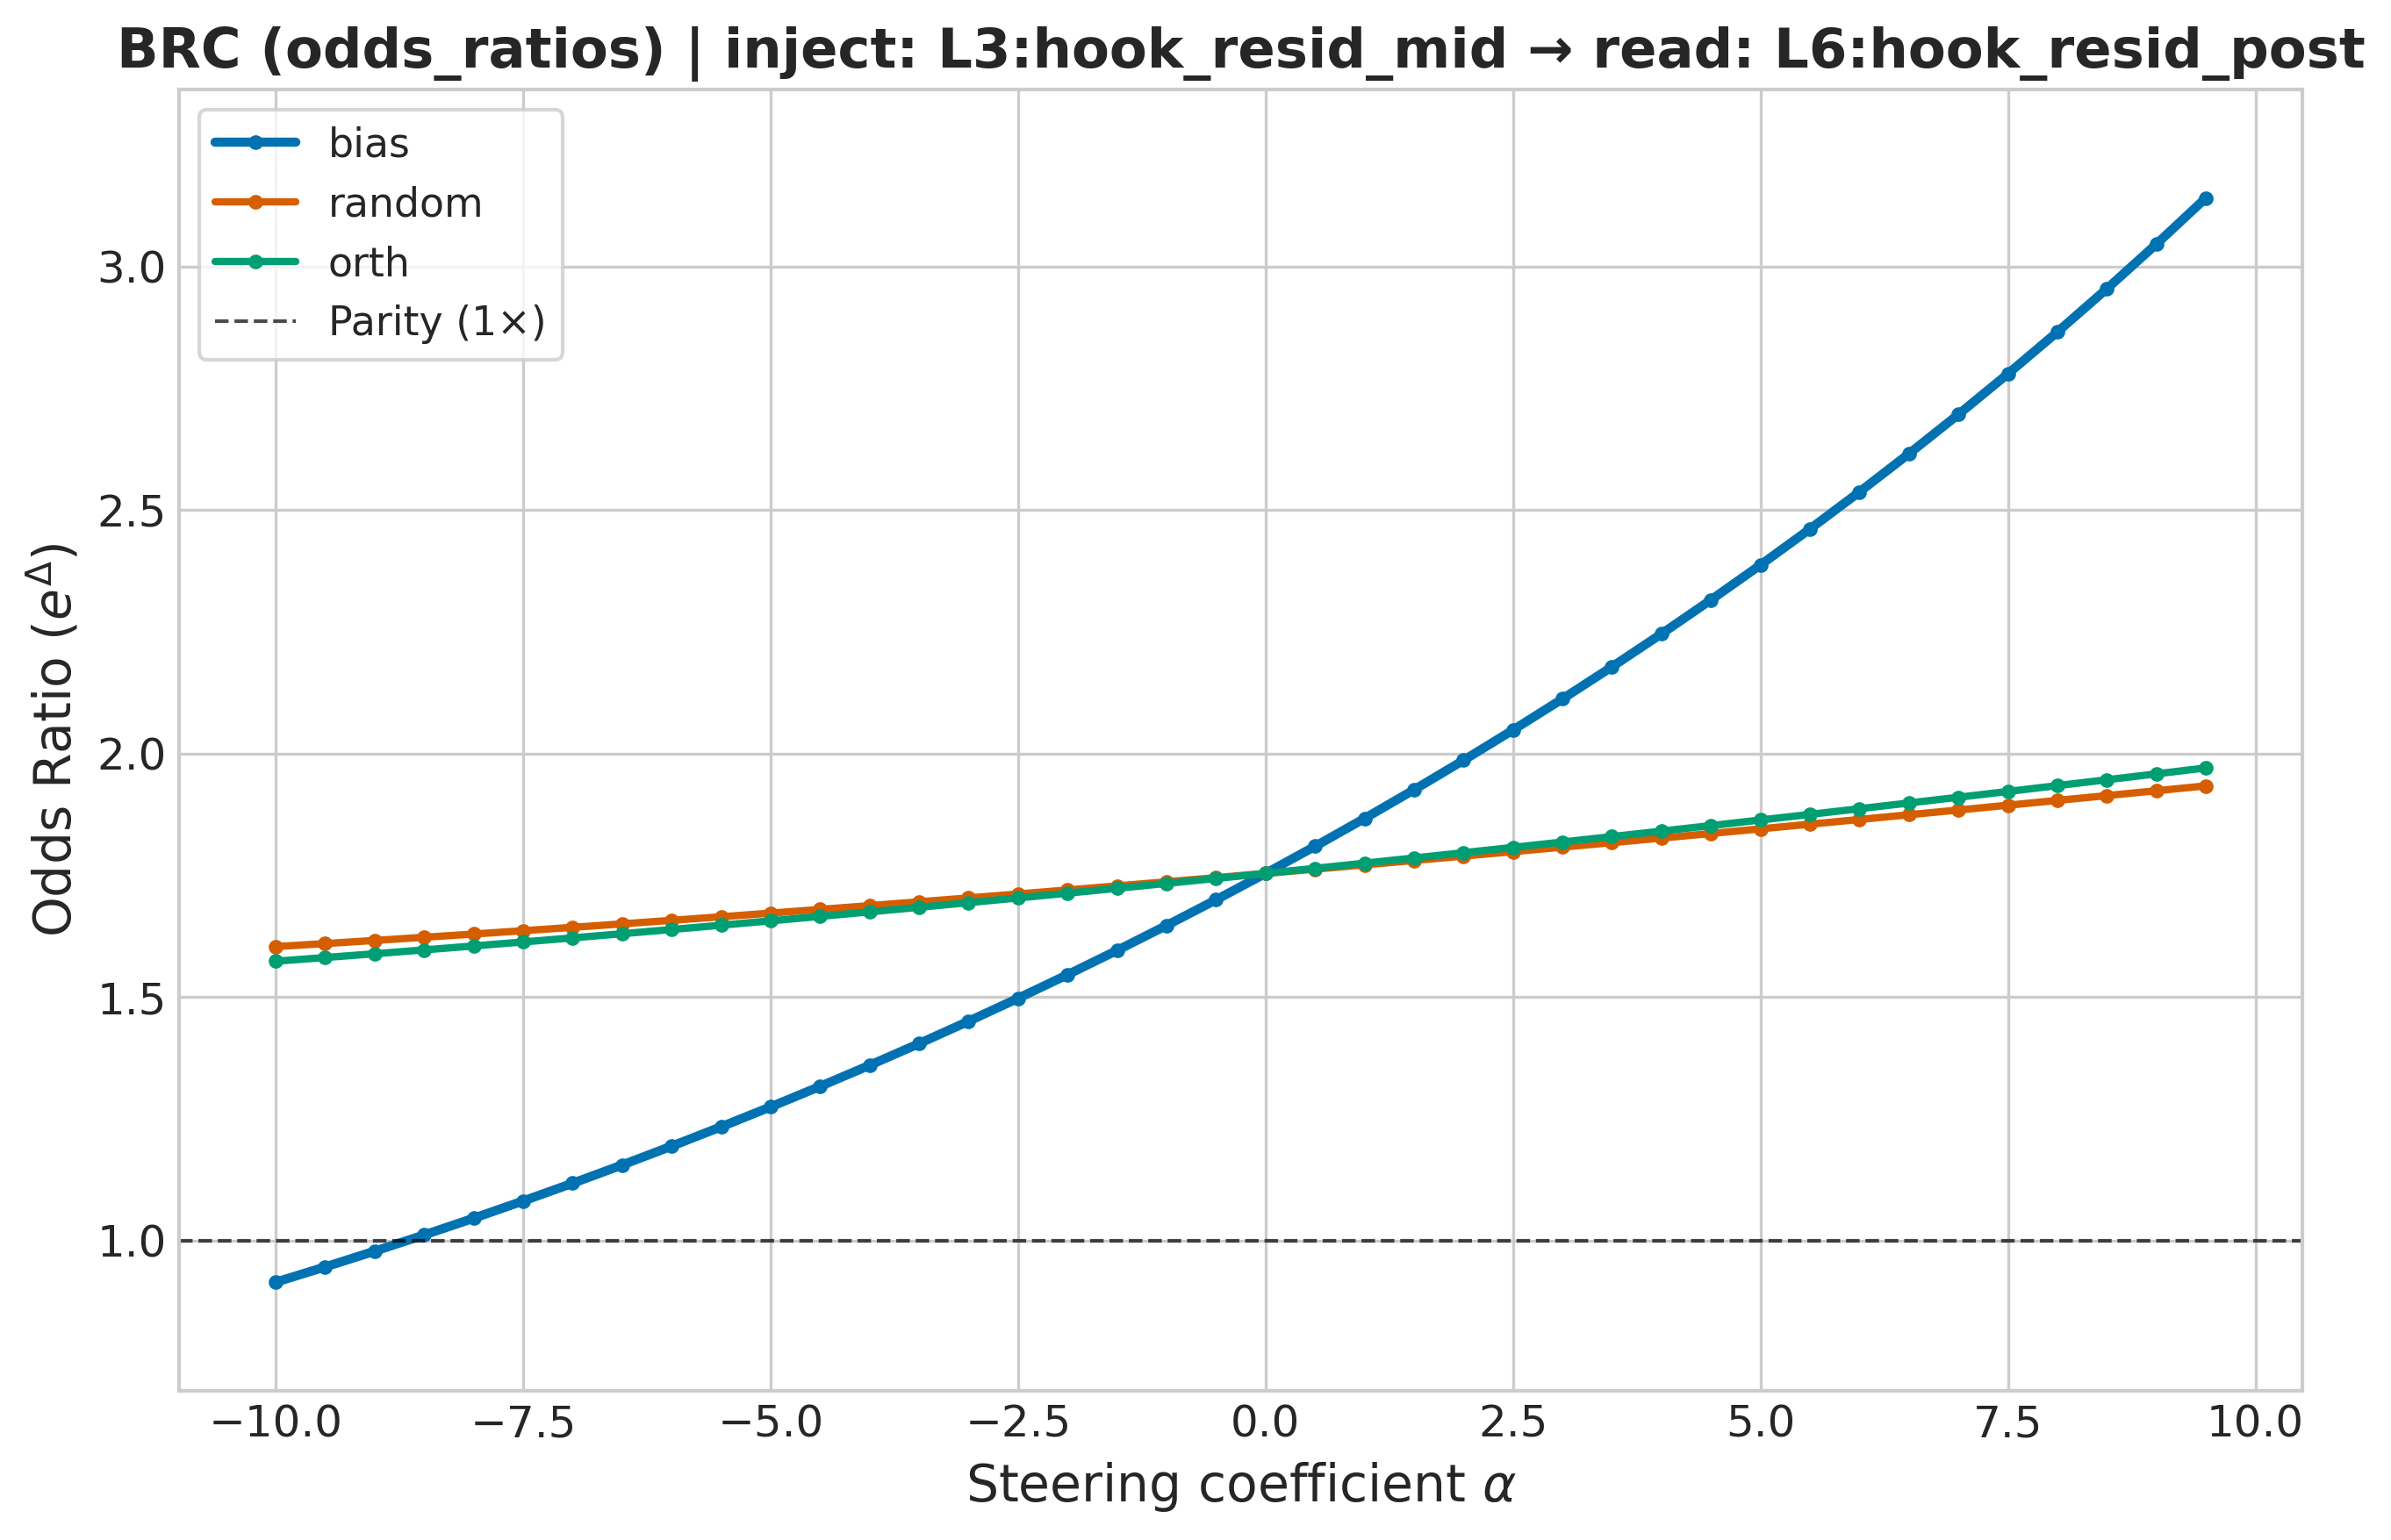 BRC (odds_ratios) | inject: L3:hook_resid_mid → read: L6:hook_resid_post
bias
random
orth
Parity (1×)
Odds Ratio (e^Δ)
3.0
2.5
2.0
1.5
1.0
−10.0 −7.5 −5.0 −2.5 0.0 2.5 5.0 7.5 10.0
Steering coefficient α